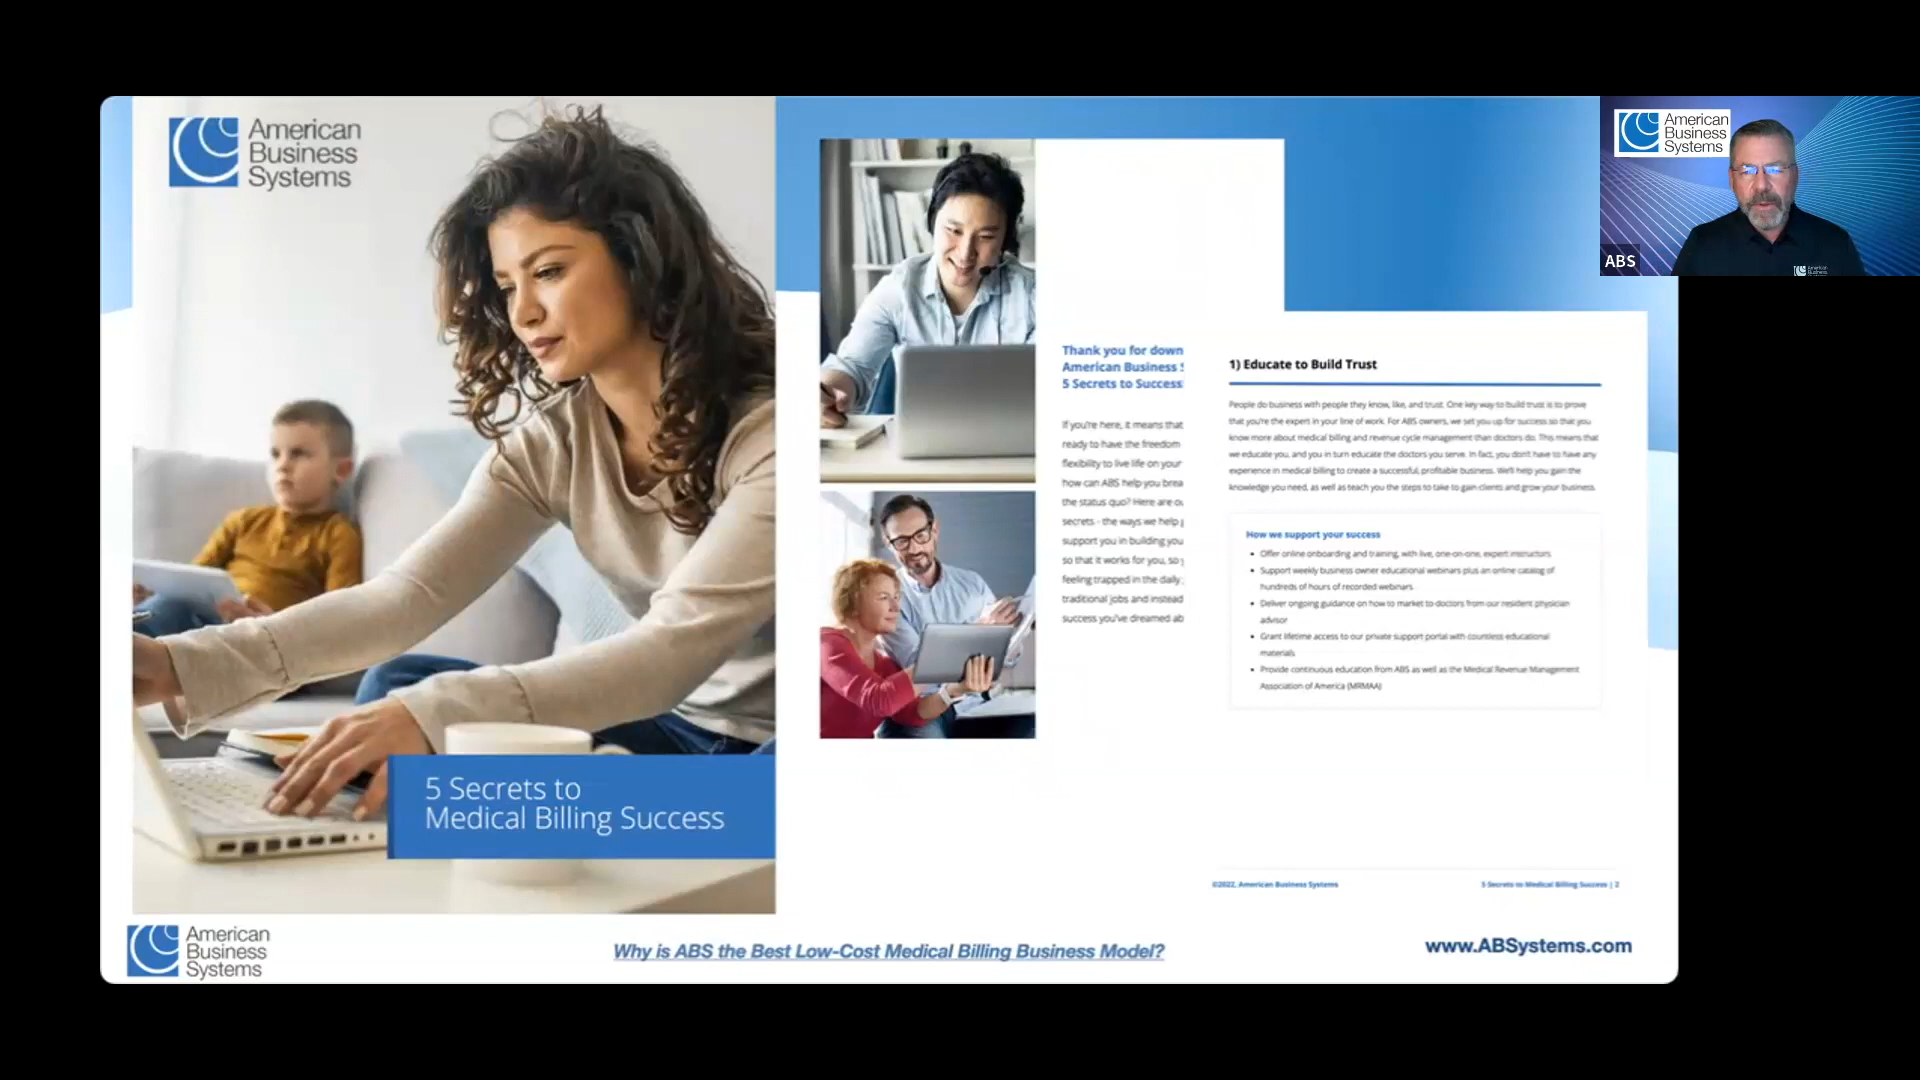 American
Business
Systems
5 Secrets to
Medical Billing Success
Thank you for down
American Business S
5 Secrets to Success
If you're here, it means that
ready to have the freedom
flexibility to live life on your
how can ABS help you brea
the status quo? Here are ou
secrets - the ways we help p
support you in building you
so that it works for you, so y
feeling trapped in the daily
traditional jobs and instead
success you've dreamed ab
1) Educate to Build Trust
People do business with people they know, like, and trust. One key way to build trust is to prove
that you're the expert in your line of work. For ABS owners, we set you up for success so that you
know more about medical billing and revenue cycle management than doctors do. This means that
we educate you, and you in turn educate the doctors you serve. In fact, you don't have to have any
experience in medical billing to create a successful, profitable business. We'll help you gain the
knowledge you need, as well as teach you the steps to take to gain clients and grow your business.
How we support your success
• Offer online onboarding and training, with live, one-on-one, expert instructors
• Support weekly business owner educational webinars plus an online catalog of
hundreds of hours of recorded webinars
• Deliver ongoing guidance on how to market to doctors from our resident physician
advisor
• Grant lifetime access to our private support portal with countless educational
materials
• Provide continuous education from ABS as well as the Medical Revenue Management
Association of America (MRMAA)
©2022, American Business Systems
5 Secrets to Medical Billing Success | 2
American
Business
Systems
Why is ABS the Best Low-Cost Medical Billing Business Model?
www.ABSystems.com
American
Business
Systems
ABS